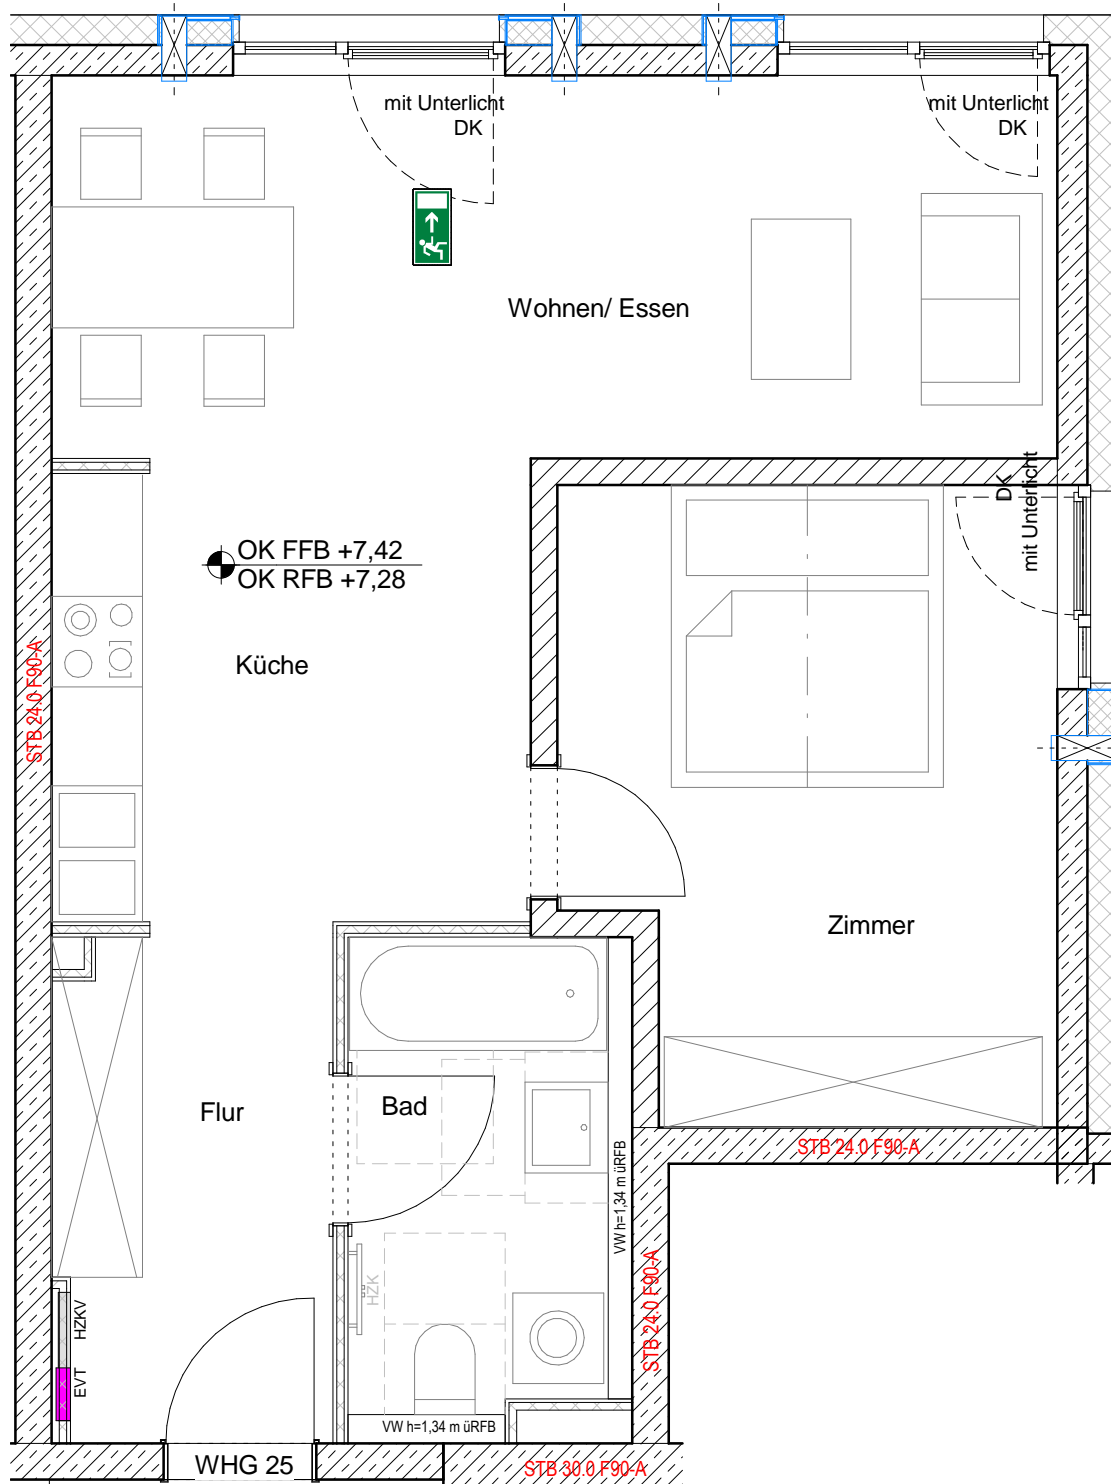 mit Unterlicht
DK
mit Unterlicht
DK
Wohnen/ Essen
DK
mit Unterlicht
OK FFB +7,42
OK RFB +7,28
Küche
STB 24.0 F90-A
Zimmer
Flur
Bad
STB 24.0 F90-A
VW h=1,34 m üRFB
HZK
STB 24.0 F90-A
HZKV
EVT
VW h=1,34 m üRFB
WHG 25
STB 30.0 F90-A